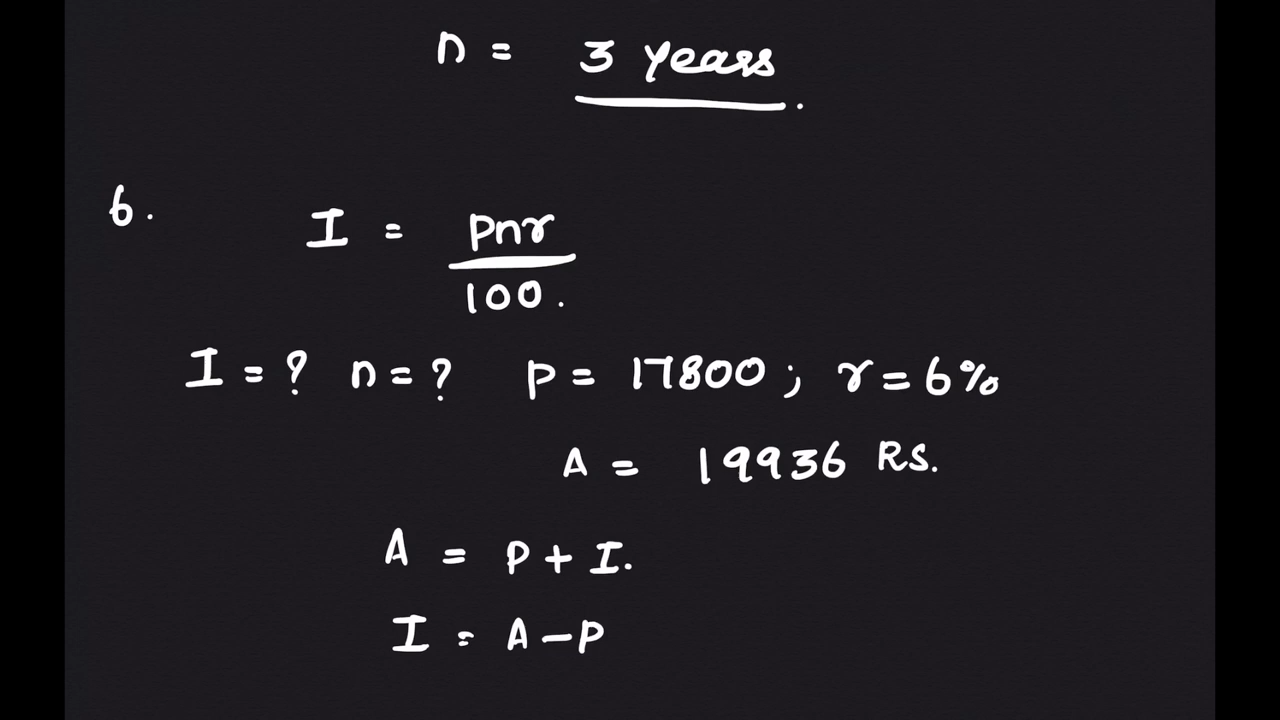 n = 3 years.
6.
I = pnr
100.
I = ? n = ? p = 17800 ; r = 6%
A = 19936 RS.
A = P + I.
I = A - P